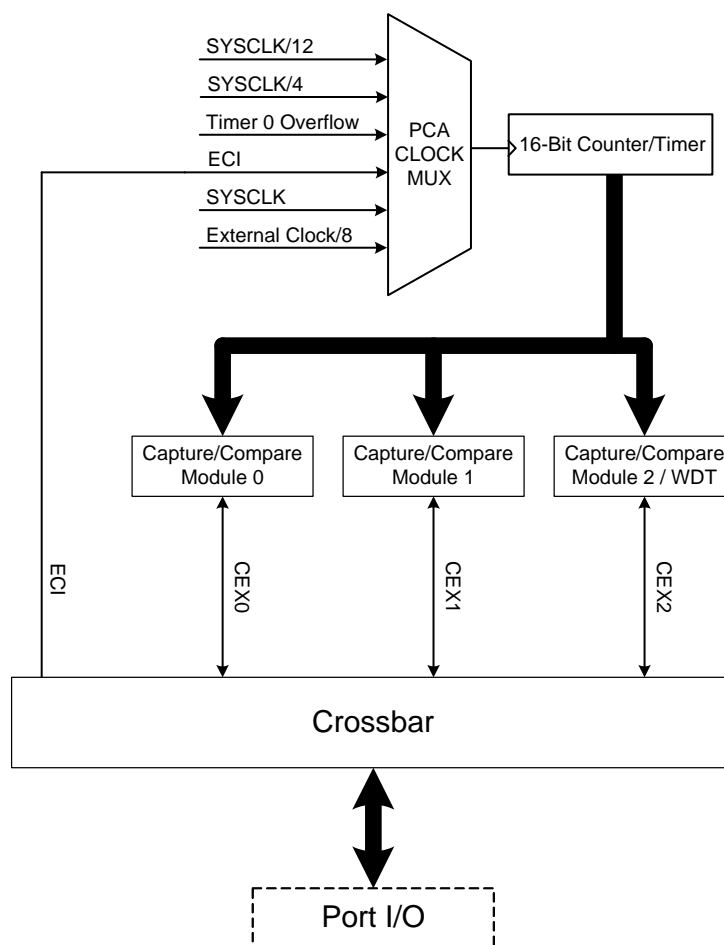 SYSCLK/12
SYSCLK/4
Timer 0 Overflow
ECI
SYSCLK
External Clock/8
PCA
CLOCK
MUX
16-Bit Counter/Timer
Capture/Compare
Module 0
Capture/Compare
Module 1
Capture/Compare
Module 2 / WDT
ECI
CEX0
CEX1
CEX2
Crossbar
Port I/O